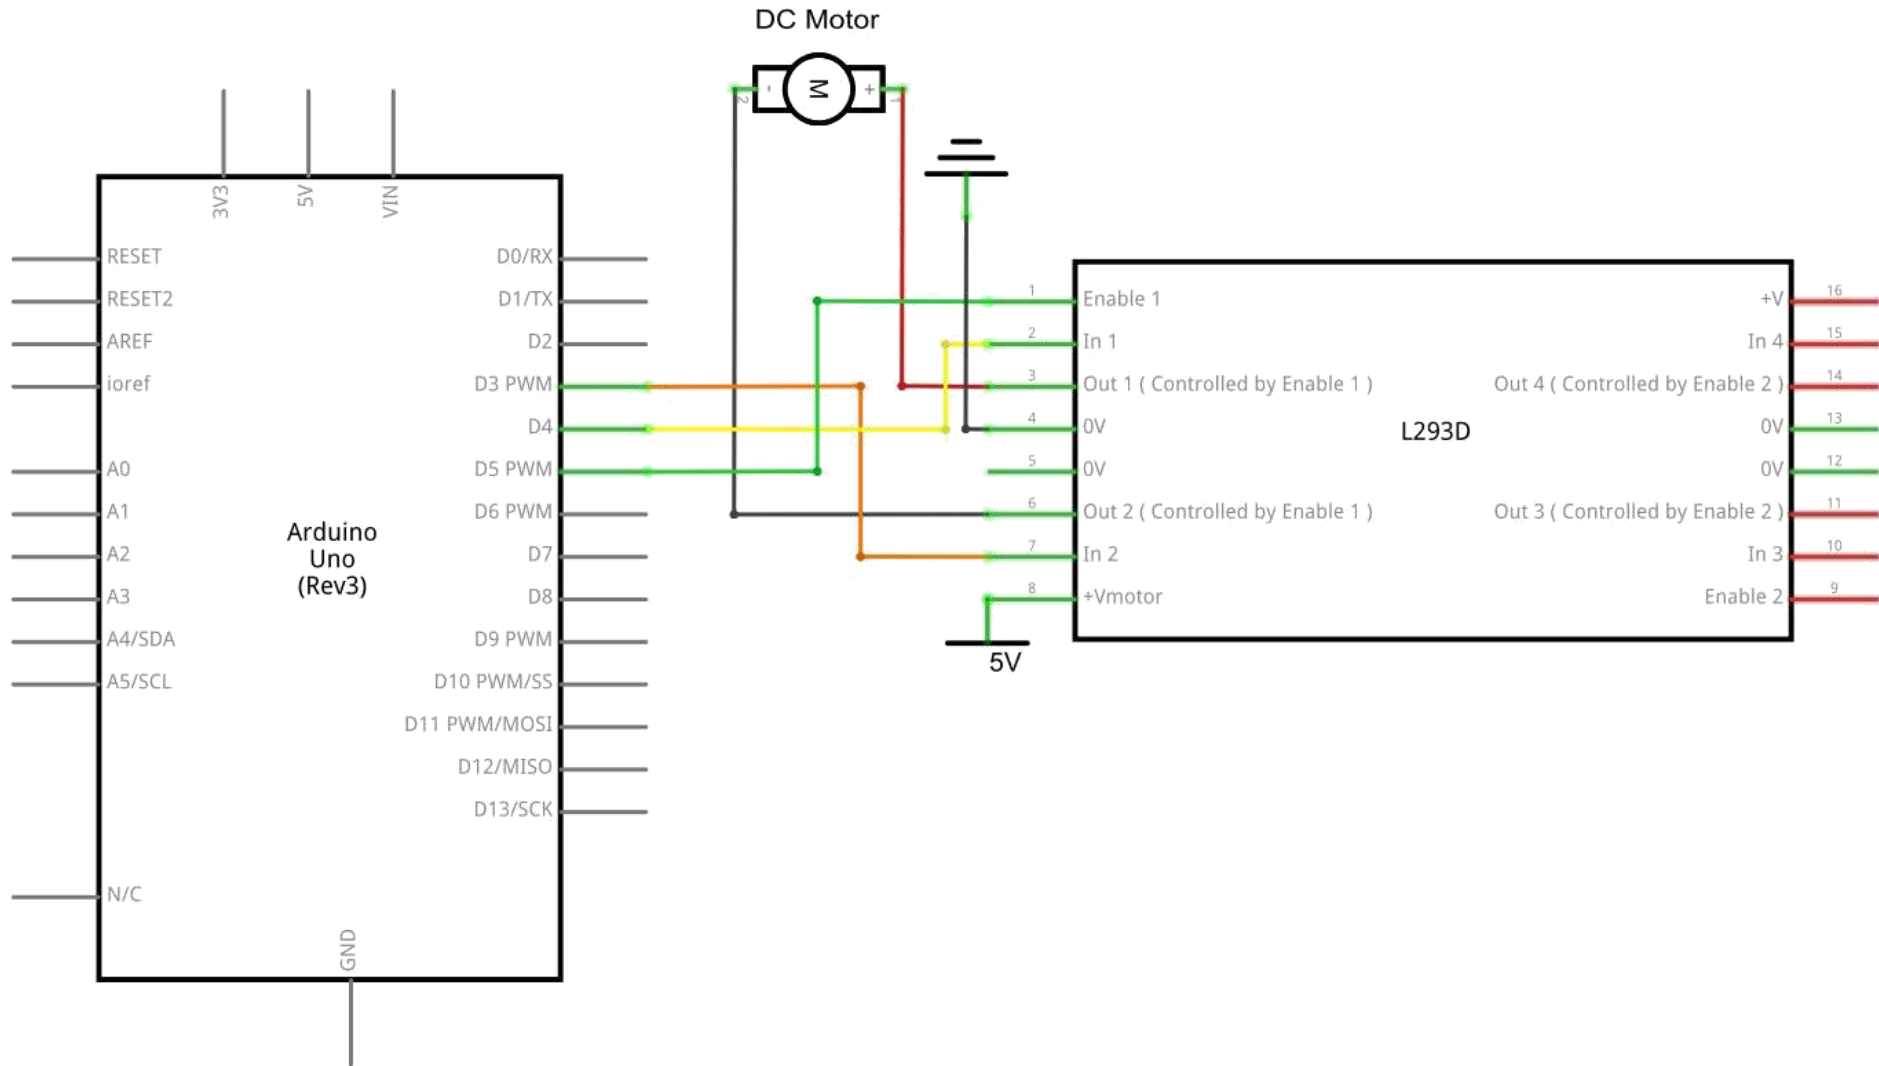 DC Motor
2 - M + 1
3V3 5V VIN
RESET
RESET2
AREF
ioref
A0
A1
A2
A3
A4/SDA
A5/SCL
N/C
Arduino
Uno
(Rev3)
D0/RX
D1/TX
D2
D3 PWM
D4
D5 PWM
D6 PWM
D7
D8
D9 PWM
D10 PWM/SS
D11 PWM/MOSI
D12/MISO
D13/SCK
GND
1 Enable 1
2 In 1
3 Out 1 ( Controlled by Enable 1 )
4 0V
5 0V
6 Out 2 ( Controlled by Enable 1 )
7 In 2
8 +Vmotor
5V
L293D
+V 16
In 4 15
Out 4 ( Controlled by Enable 2 ) 14
0V 13
0V 12
Out 3 ( Controlled by Enable 2 ) 11
In 3 10
Enable 2 9